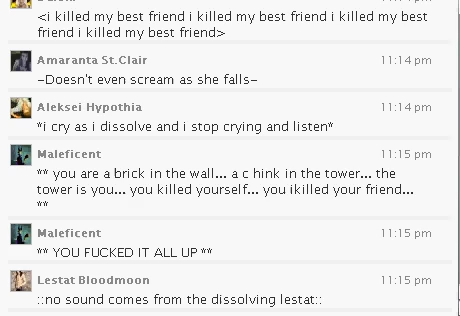 <i killed my best friend i killed my best friend i killed my best
friend i killed my best friend>
Amaranta St.Clair 11:14 pm
~Doesn't even scream as she falls~
Aleksei Hypothia 11:14 pm
*i cry as i dissolve and i stop crying and listen*
Maleficent 11:15 pm
** you are a brick in the wall... a c hink in the tower... the
tower is you... you killed yourself... you ikilled your friend...
**
Maleficent 11:15 pm
** YOU FUCKED IT ALL UP **
Lestat Bloodmoon 11:15 pm
::no sound comes from the dissolving lestat::